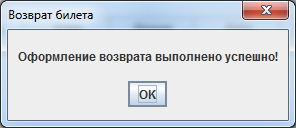 Возврат билета
Оформление возврата выполнено успешно!
OK